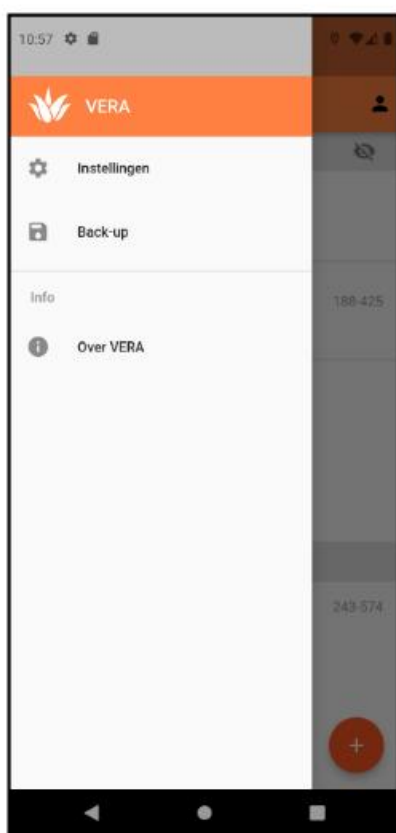 10:57
VERA
Instellingen
Back-up
Info
188-425
Over VERA
243-574